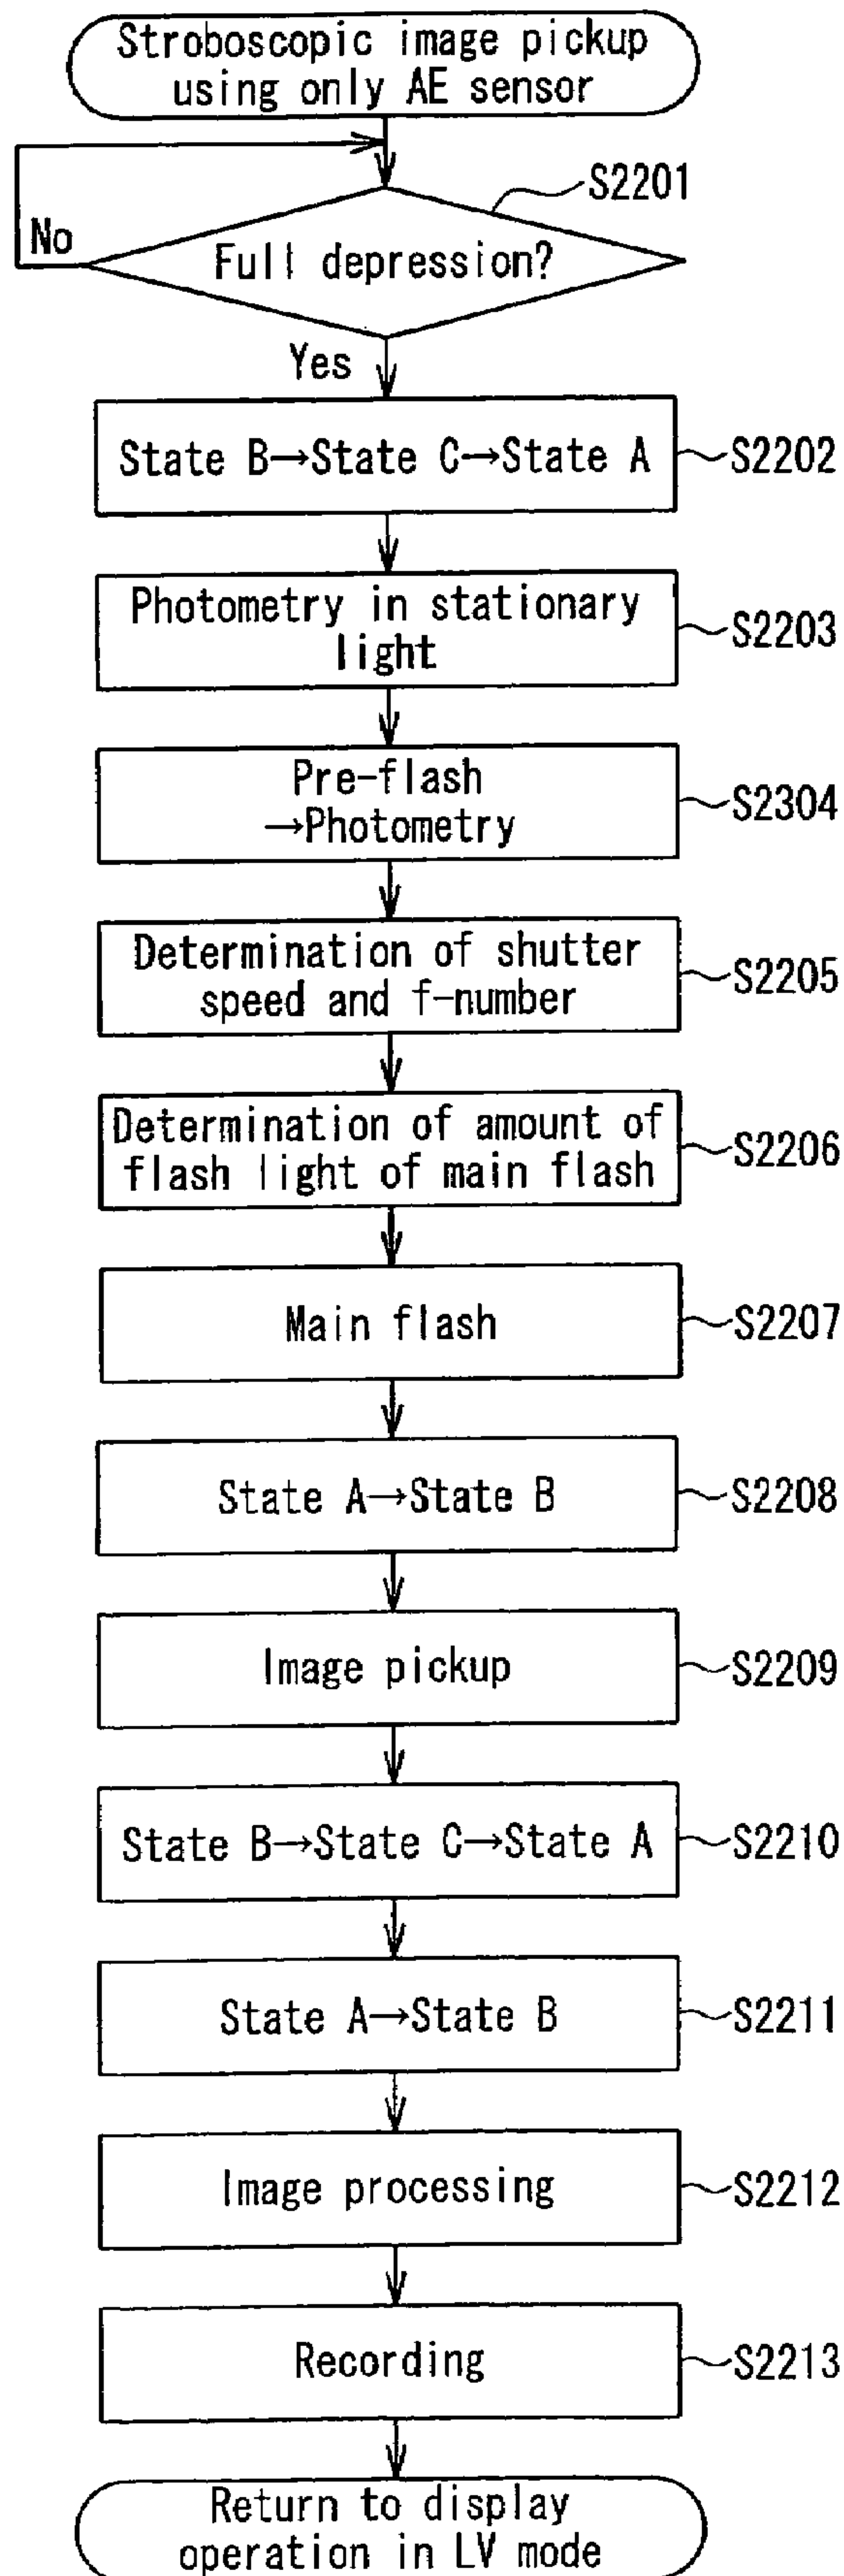 Stroboscopic image pickup
using only AE sensor
S2201
No
Full depression?
Yes
State B→State C→State A
S2202
Photometry in stationary
light
S2203
Pre-flash
→Photometry
S2304
Determination of shutter
speed and f-number
S2205
Determination of amount of
flash light of main flash
S2206
Main flash
S2207
State A→State B
S2208
Image pickup
S2209
State B→State C→State A
S2210
State A→State B
S2211
Image processing
S2212
Recording
S2213
Return to display
operation in LV mode